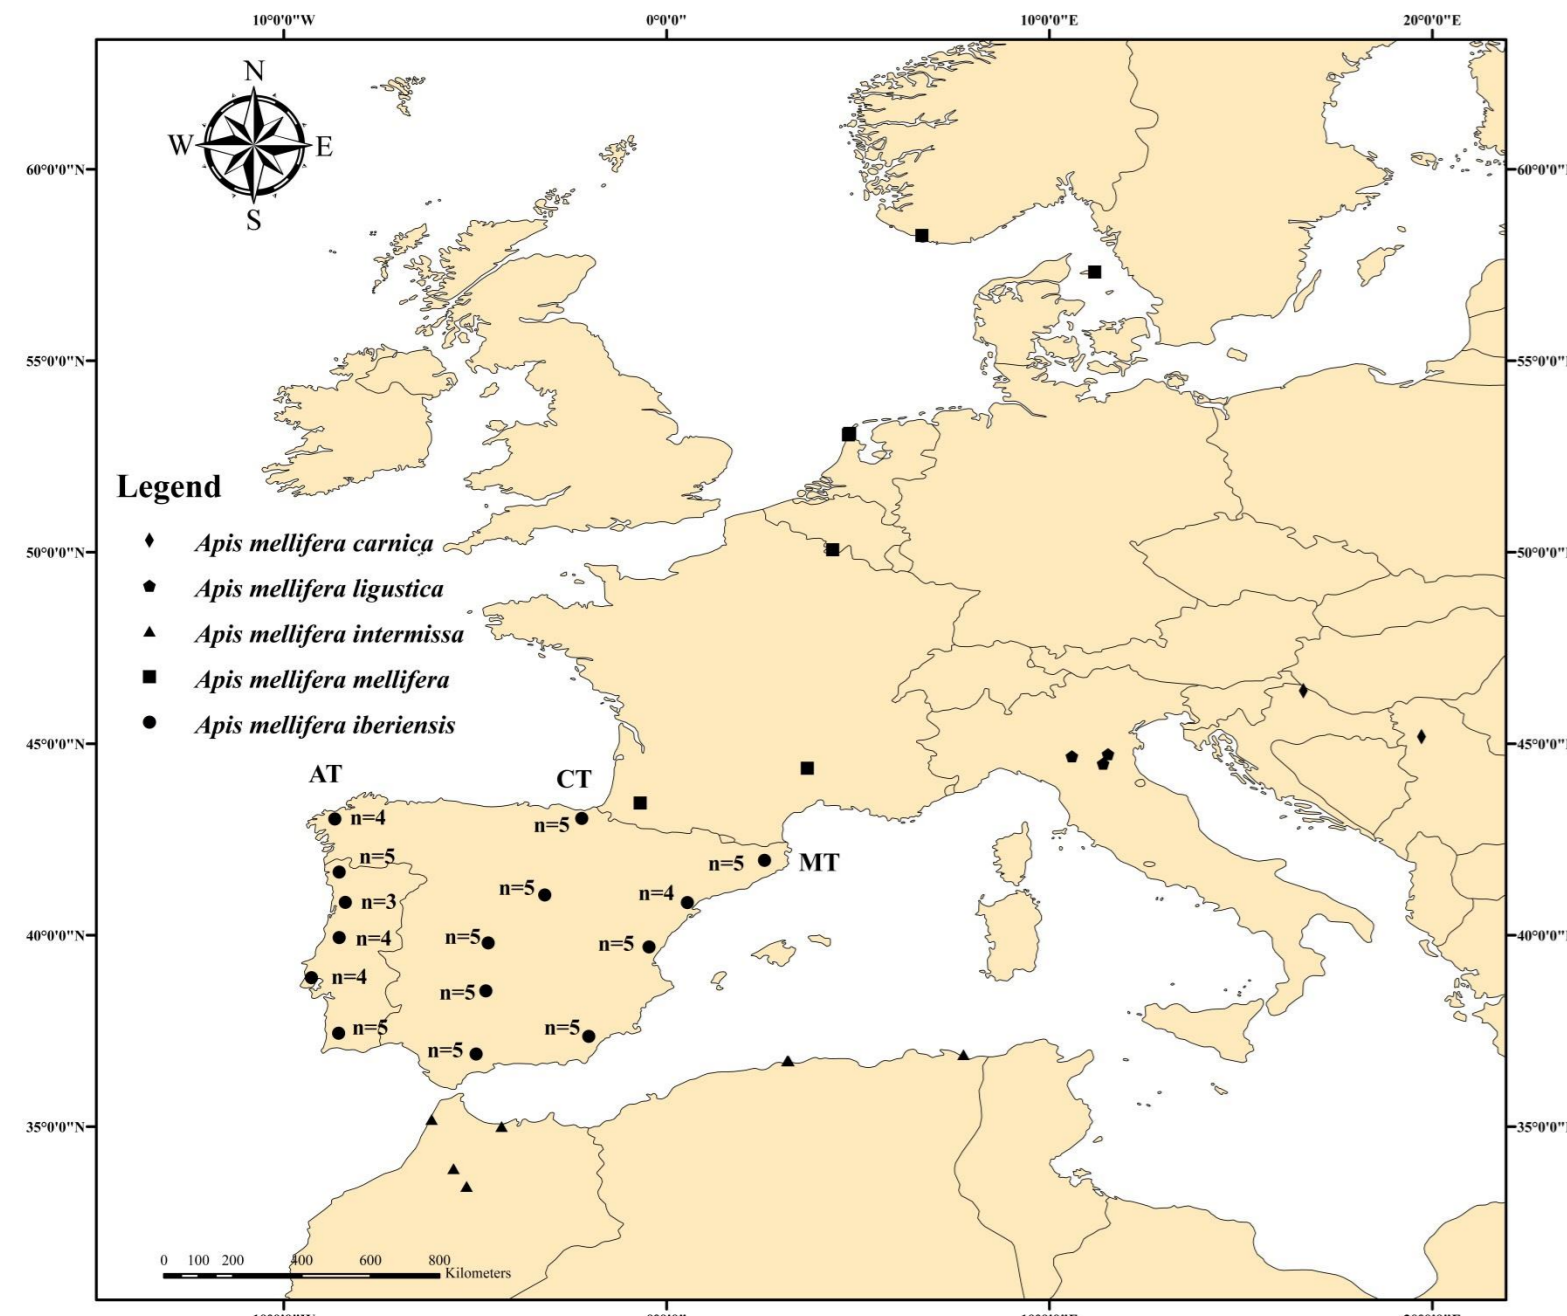 10°0'0"W 0°0'0" 10°0'0"E 20°0'0"E
N
W E
S
60°0'0"N 60°0'0"
55°0'0"N 55°0'0"
Legend
Apis mellifera carnica
50°0'0"N 50°0'0"
Apis mellifera ligustica
Apis mellifera intermissa
Apis mellifera mellifera
Apis mellifera iberiensis
45°0'0"N 45°0'0"
AT CT
n=4 n=5
n=5 n=5 MT
n=3 n=5 n=4
40°0'0"N n=4 n=5 n=5 40°0'0"
n=4 n=5
n=5 n=5 n=5
35°0'0"N 35°0'0"
0 100 200 400 600 800
Kilometers